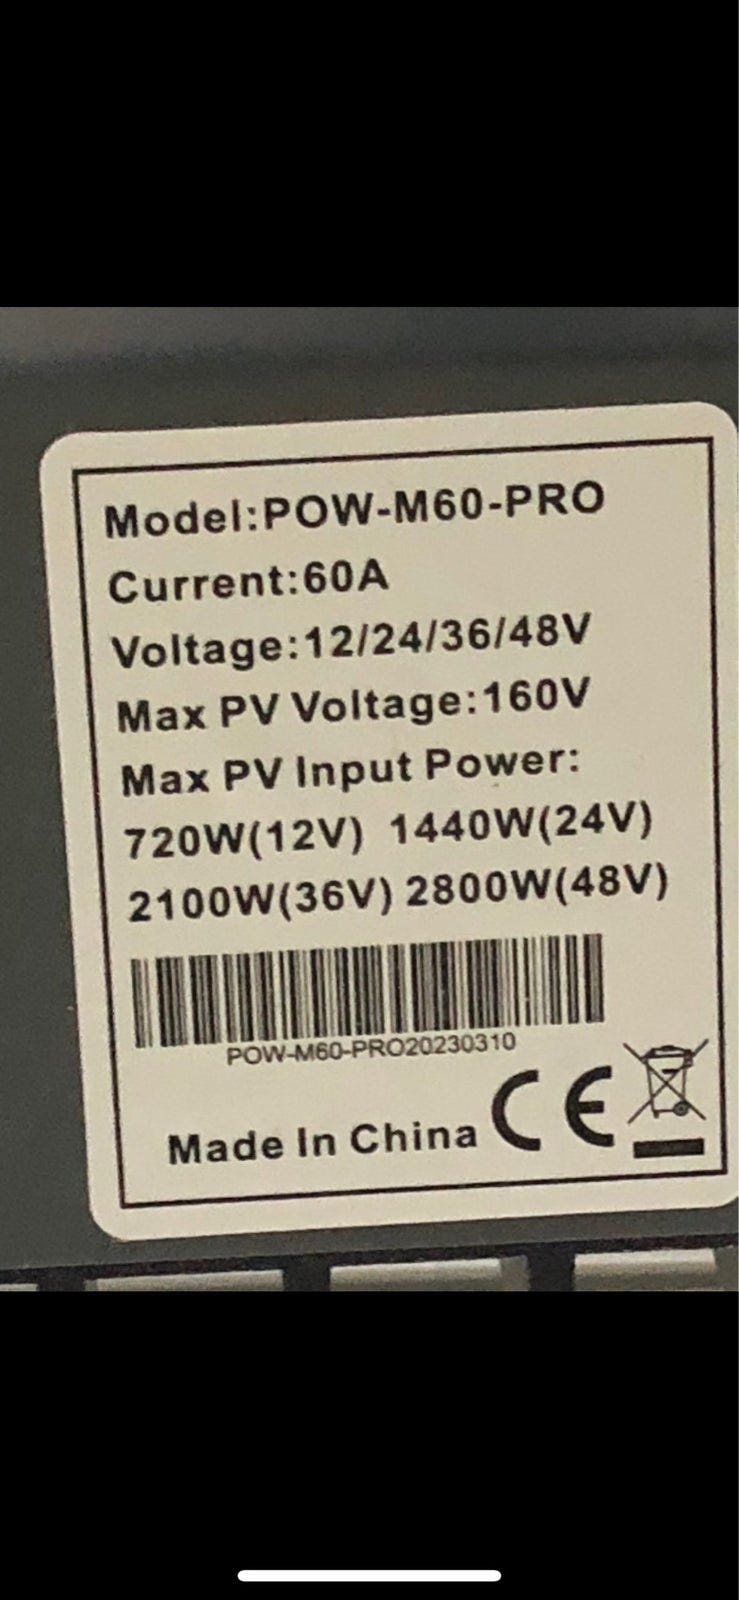 Model:POW-M60-PRO
Current:60A
Voltage:12/24/36/48V
Max PV Voltage:160V
Max PV Input Power:
720W(12V) 1440W(24V)
2100W(36V) 2800W(48V)
POW-M60-PRO20230310
Made In China CE